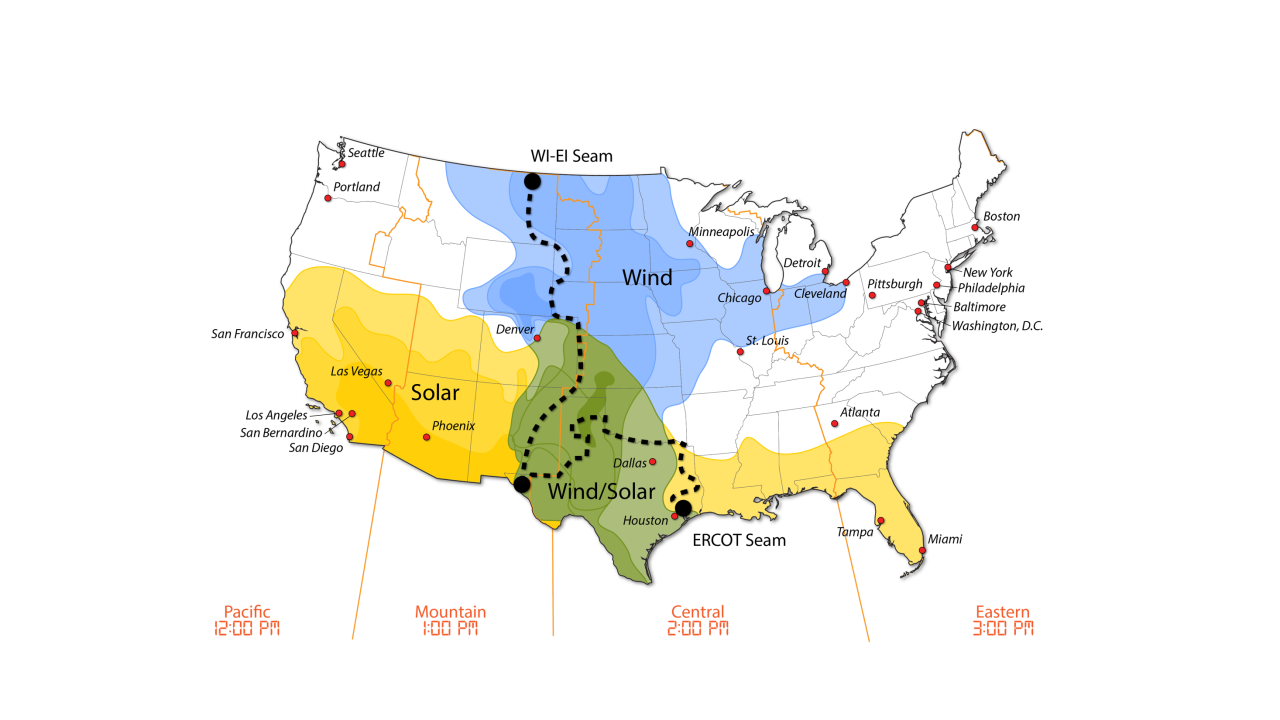 WI-EI Seam
Seattle
Portland
Boston
Minneapolis
Detroit
New York
Wind
Pittsburgh
Philadelphia
Chicago
Cleveland
Baltimore
Washington, D.C.
San Francisco
Denver
St. Louis
Las Vegas
Solar
Los Angeles
Atlanta
San Bernardino
Phoenix
San Diego
Dallas
Wind/Solar
Houston
Tampa
ERCOT Seam
Miami
Pacific
Mountain
Central
Eastern
12:00 PM
1:00 PM
2:00 PM
3:00 PM